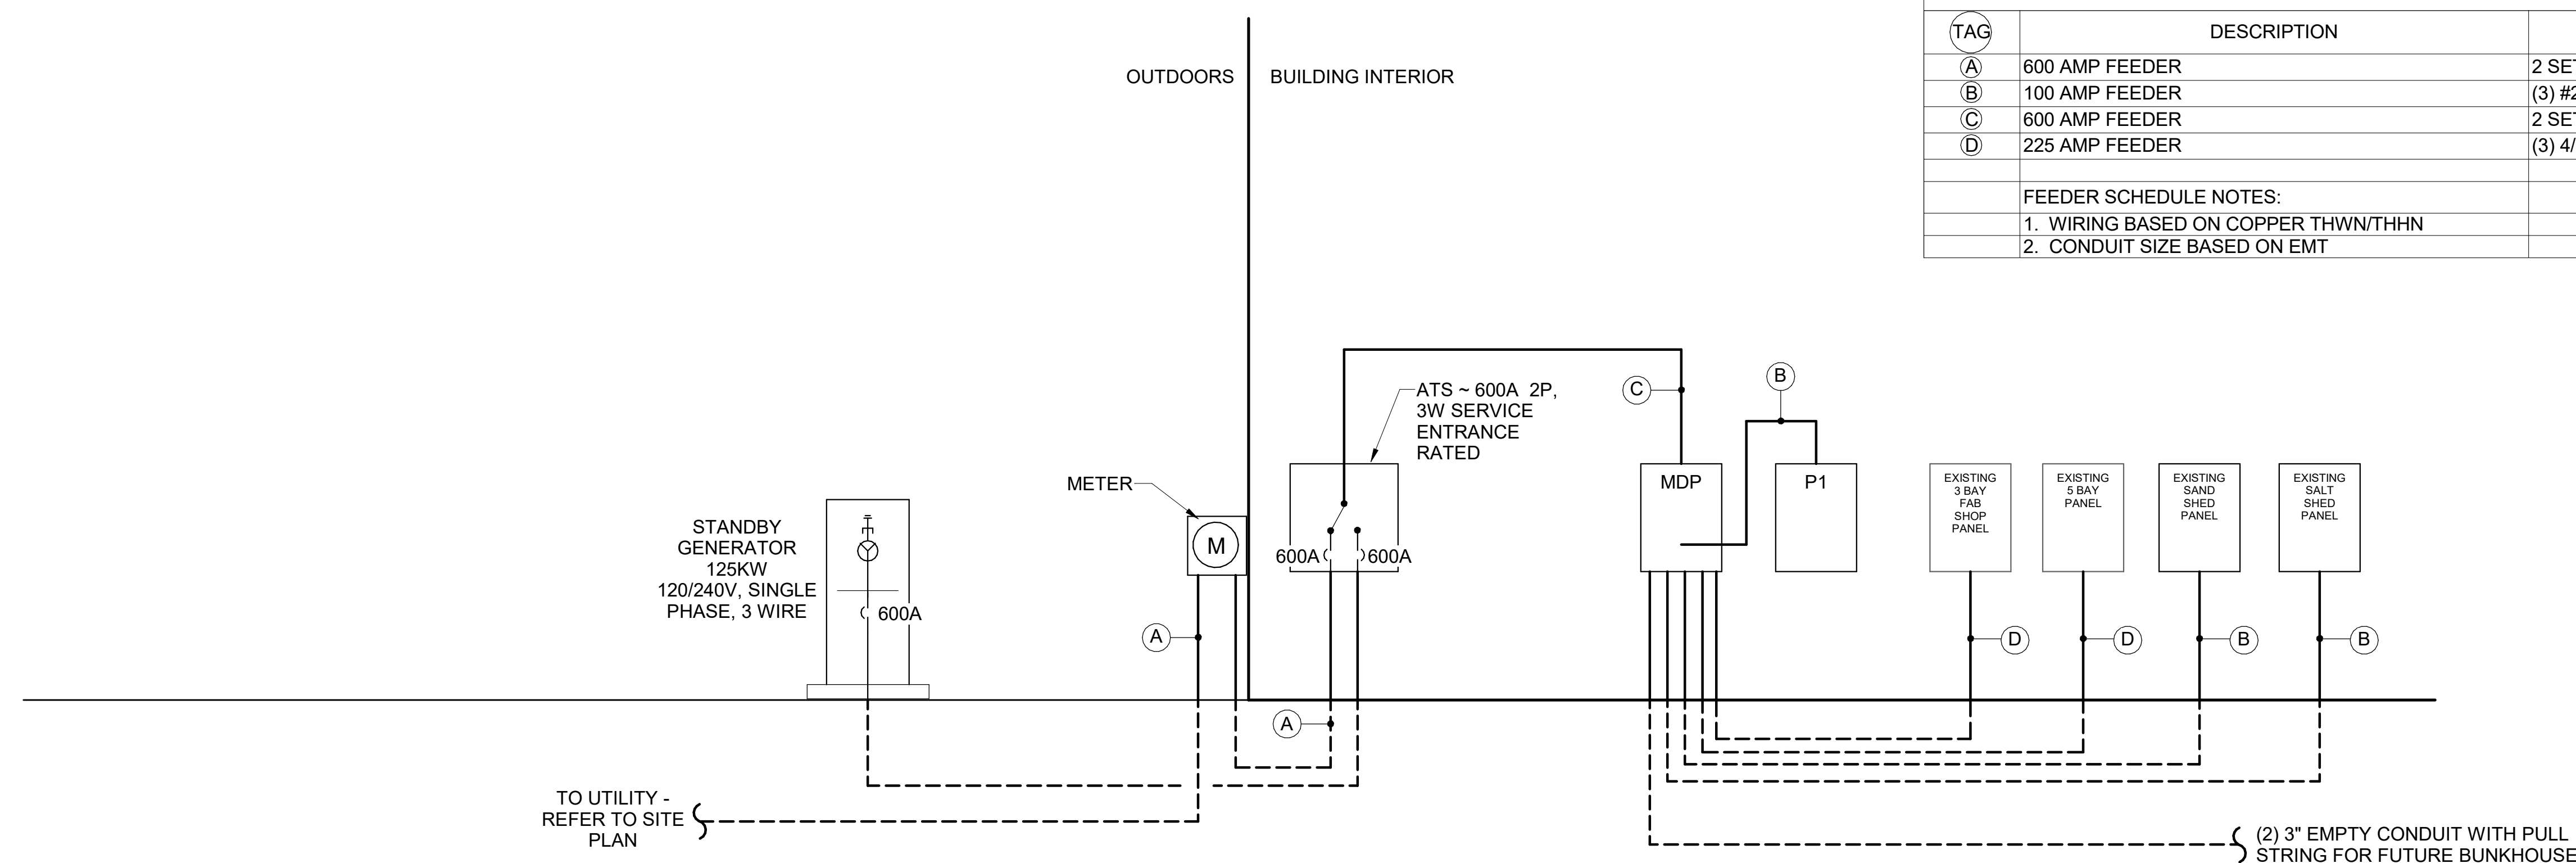 TAG DESCRIPTION
A 600 AMP FEEDER 2 SET
B 100 AMP FEEDER (3) #2
C 600 AMP FEEDER 2 SET
D 225 AMP FEEDER (3) 4/
FEEDER SCHEDULE NOTES:
1. WIRING BASED ON COPPER THWN/THHN
2. CONDUIT SIZE BASED ON EMT
OUTDOORS
BUILDING INTERIOR
STANDBY
GENERATOR
125KW
120/240V, SINGLE
PHASE, 3 WIRE
600A
METER
M
A
ATS ~ 600A 2P,
3W SERVICE
ENTRANCE
RATED
600A
600A
A
C
B
MDP
P1
EXISTING
3 BAY
FAB
SHOP
PANEL
EXISTING
5 BAY
PANEL
EXISTING
SAND
SHED
PANEL
EXISTING
SALT
SHED
PANEL
D
D
B
B
TO UTILITY -
REFER TO SITE
PLAN
(2) 3" EMPTY CONDUIT WITH PULL
STRING FOR FUTURE BUNKHOUSE